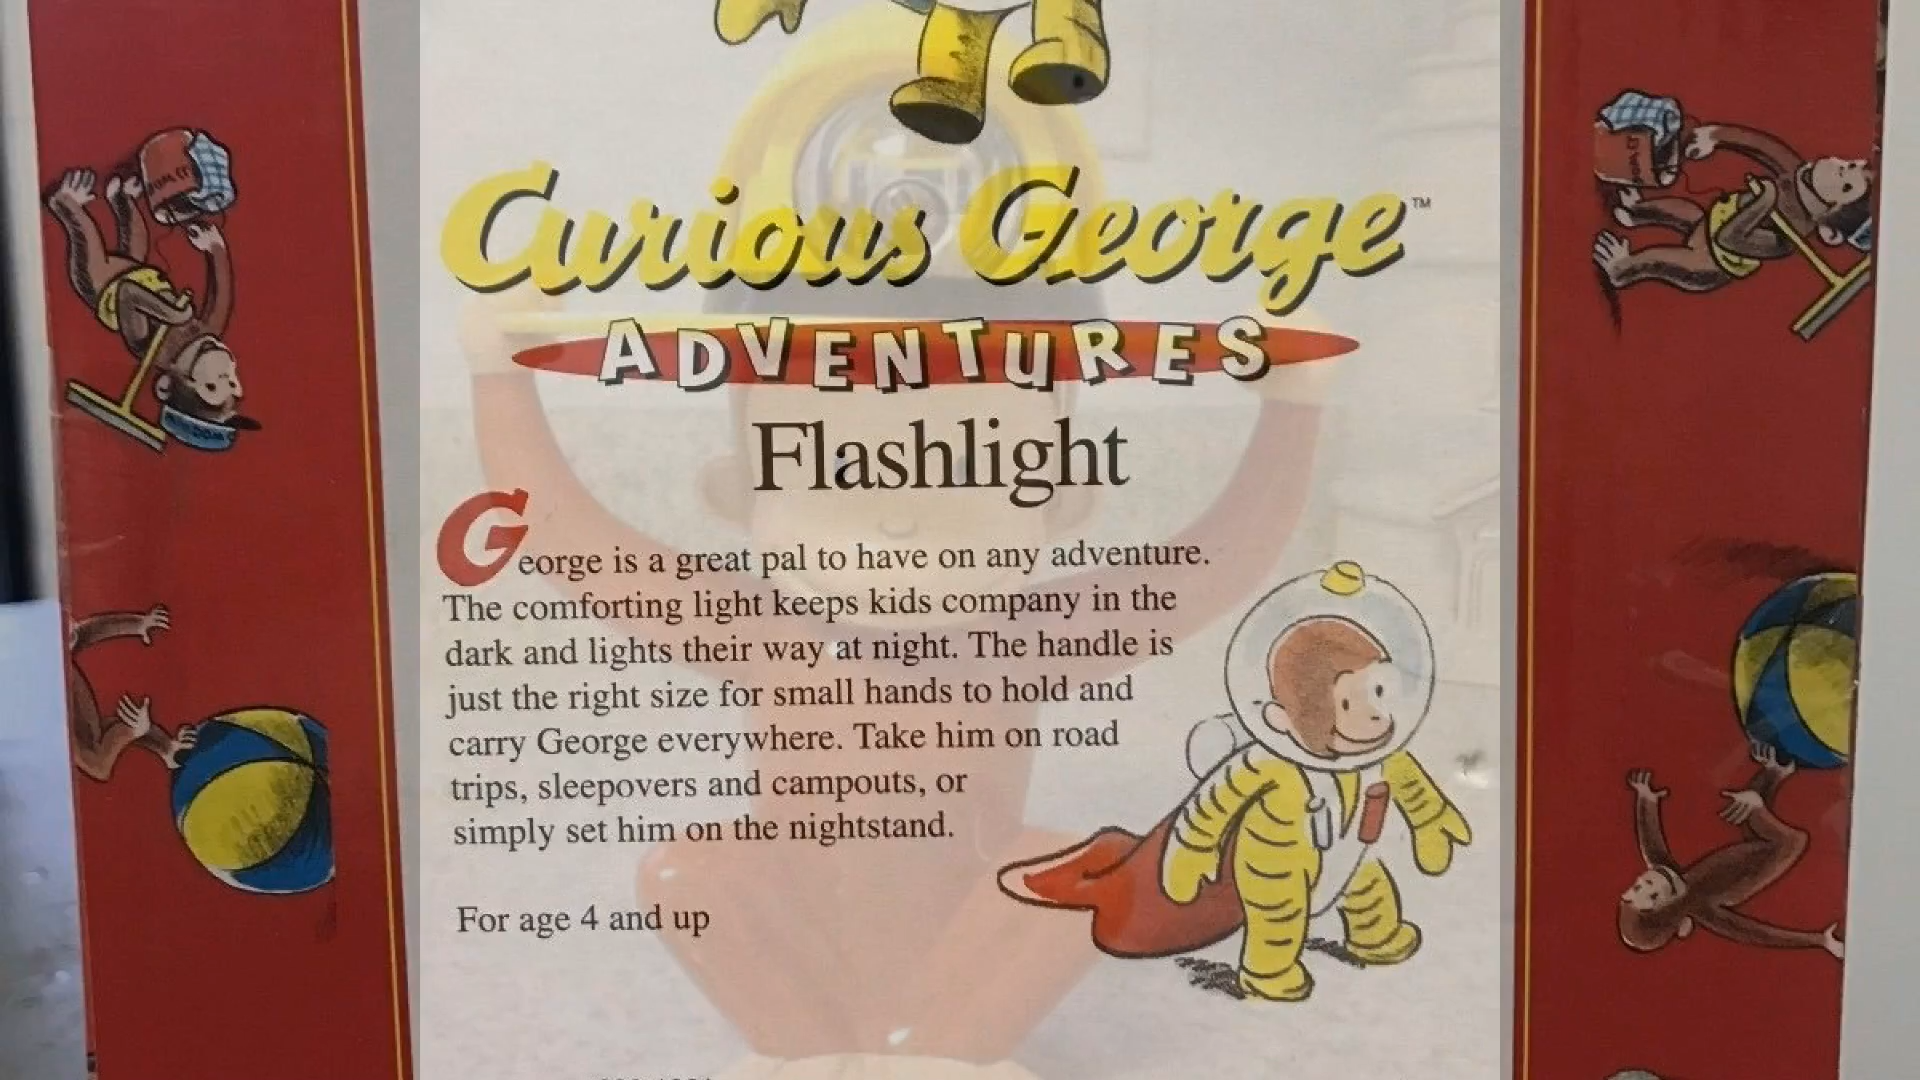 Curious George™
ADVENTURES
Flashlight
George is a great pal to have on any adventure.
The comforting light keeps kids company in the
dark and lights their way at night. The handle is
just the right size for small hands to hold and
carry George everywhere. Take him on road
trips, sleepovers and campouts, or
simply set him on the nightstand.
For age 4 and up